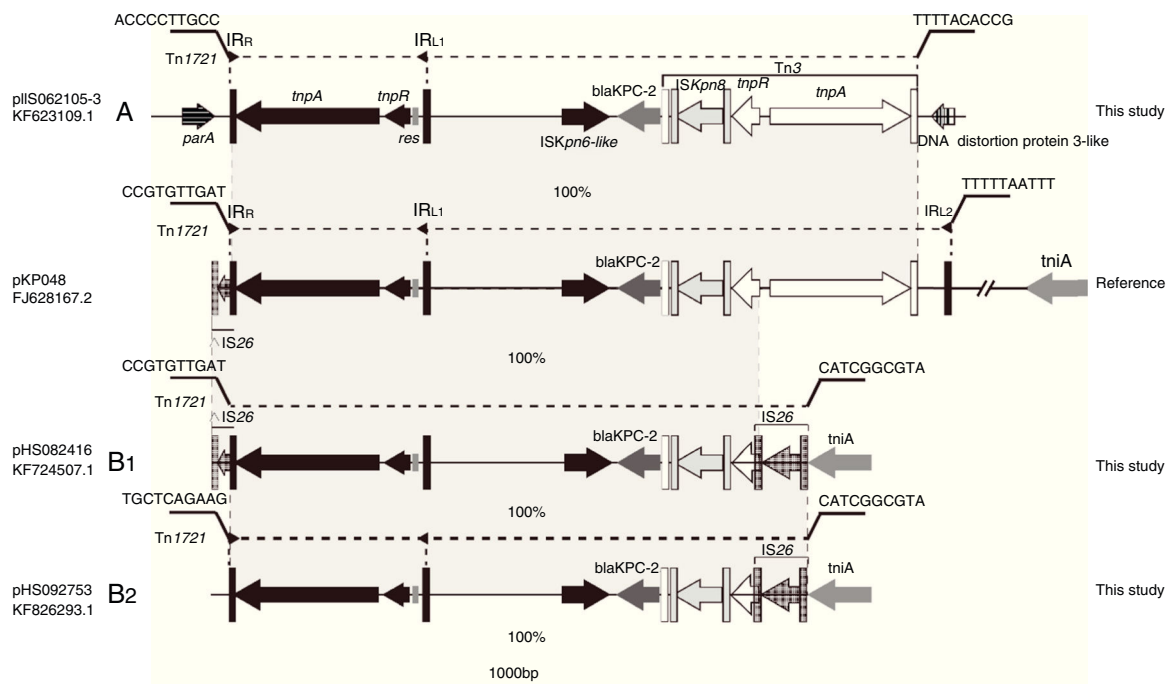 ACCCCTTGCC TTTTACACCG
IRR IRL1
Tn1721 Tn3
blaKPC-2 ISKpn8 tnpR
pIIS062105-3 A tnpA tnpR tnpA This study
KF623109.1
parA res ISKpn6-like DNA distortion protein 3-like
100%
CCGTGTTGAT TTTTTAATTT
IRR IRL1 IRL2
Tn1721
blaKPC-2 tniA
pKP048 Reference
FJ628167.2
IS26
100%
CCGTGTTGAT CATCGGCGTA
Tn1721
IS26 IS26
blaKPC-2 tniA
pHS082416 B1 This study
KF724507.1
TGCTCAGAAG CATCGGCGTA
100%
Tn1721
IS26
blaKPC-2 tniA
pHS092753 B2 This study
KF826293.1
100%
1000bp